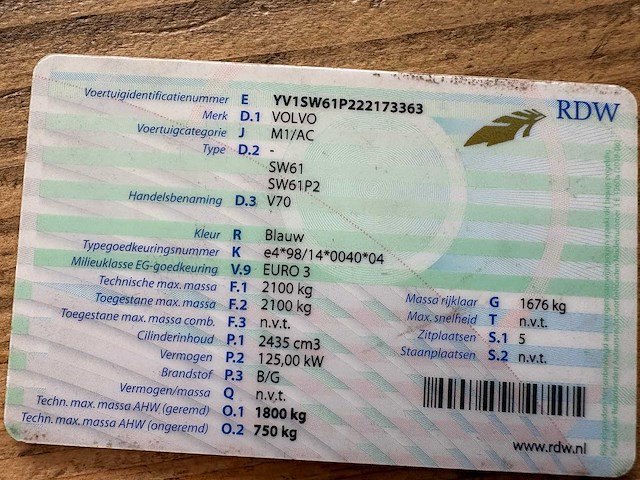 RDW
Voertuigidentificatienummer E YV1SW61P222173363
Merk D.1 VOLVO
Voertuigcategorie J M1/AC
Type D.2 -
SW61
SW61P2
Handelsbenaming D.3 V70
Kleur R Blauw
Typegoedkeuringsnummer K e4*98/14*0040*04
Milieuklasse EG-goedkeuring V.9 EURO 3
Technische max. massa F.1 2100 kg
Toegestane max. massa F.2 2100 kg
Toegestane max. massa comb. F.3 n.v.t.
Cilinderinhoud P.1 2435 cm3
Vermogen P.2 125,00 kW
Brandstof P.3 B/G
Vermogen/massa Q n.v.t.
Techn. max. massa AHW (geremd) O.1 1800 kg
Techn. max. massa AHW (ongeremd) O.2 750 kg
Massa rijklaar G 1676 kg
Max. snelheid T n.v.t.
Zitplaatsen S.1 5
Staanplaatsen S.2 n.v.t.
www.rdw.nl